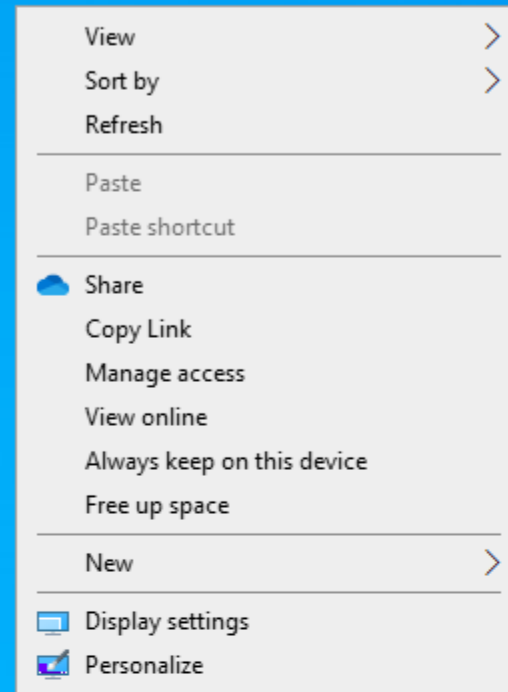 View
Sort by
Refresh
Paste
Paste shortcut
Share
Copy Link
Manage access
View online
Always keep on this device
Free up space
New
Display settings
Personalize